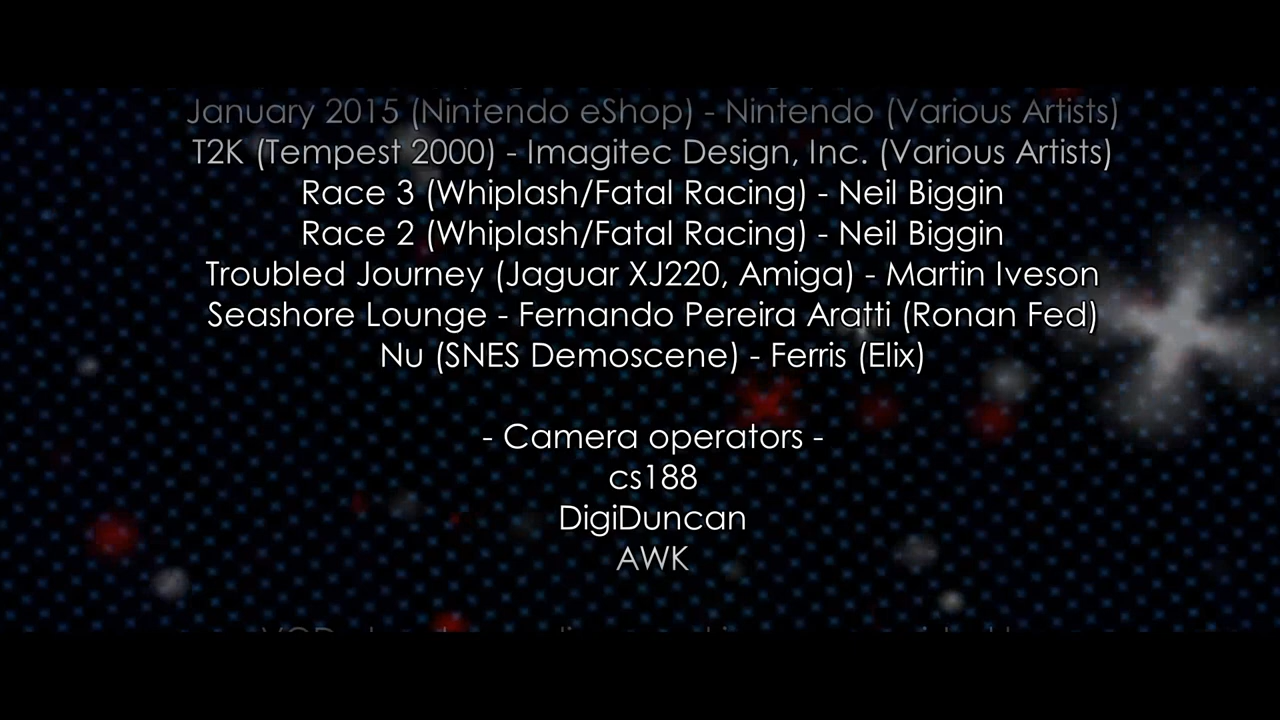 January 2015 (Nintendo eShop) - Nintendo (Various Artists)
T2K (Tempest 2000) - Imagitec Design, Inc. (Various Artists)
Race 3 (Whiplash/Fatal Racing) - Neil Biggin
Race 2 (Whiplash/Fatal Racing) - Neil Biggin
Troubled Journey (Jaguar XJ220, Amiga) - Martin Iveson
Seashore Lounge - Fernando Pereira Aratti (Ronan Fed)
Nu (SNES Demoscene) - Ferris (Elix)
- Camera operators -
cs188
DigiDuncan
AWK